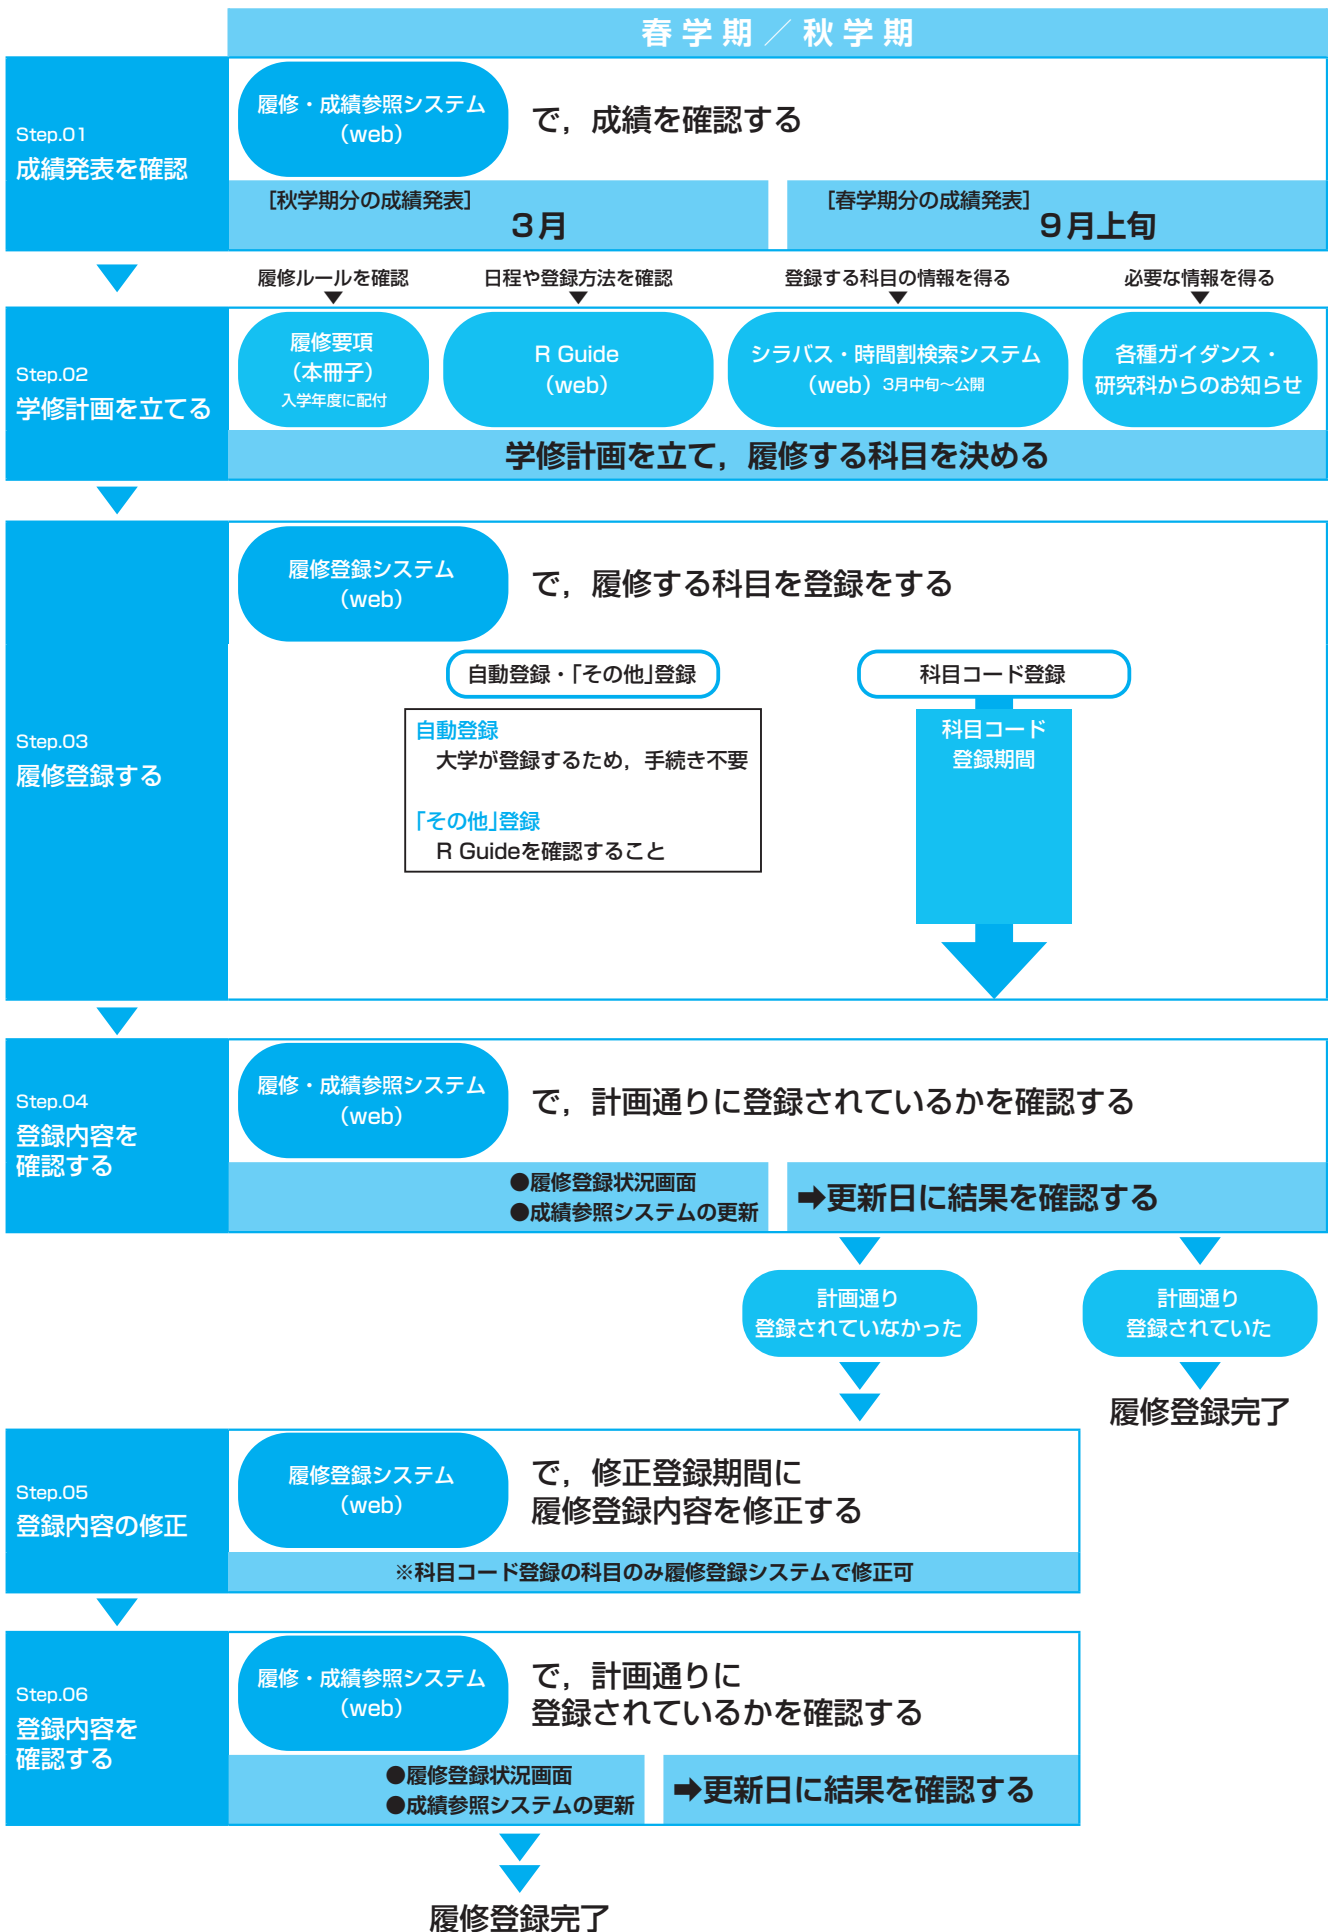 春学期／秋学期
Step.01
成績発表を確認
履修・成績参照システム
（web）
で，成績を確認する
［秋学期分の成績発表］
3月
［春学期分の成績発表］
9月上旬
履修ルールを確認
日程や登録方法を確認
登録する科目の情報を得る
必要な情報を得る
Step.02
学修計画を立てる
履修要項
（本冊子）
入学年度に配付
R Guide
（web）
シラバス・時間割検索システム
（web）3月中旬～公開
各種ガイダンス・
研究科からのお知らせ
学修計画を立て，履修する科目を決める
Step.03
履修登録する
履修登録システム
（web）
で，履修する科目を登録をする
自動登録・「その他」登録
自動登録
大学が登録するため，手続き不要
「その他」登録
R Guideを確認すること
科目コード登録
科目コード
登録期間
Step.04
登録内容を
確認する
履修・成績参照システム
（web）
で，計画通りに登録されているかを確認する
●履修登録状況画面
●成績参照システムの更新
➡更新日に結果を確認する
計画通り
登録されていなかった
計画通り
登録されていた
履修登録完了
Step.05
登録内容の修正
履修登録システム
（web）
で，修正登録期間に
履修登録内容を修正する
※科目コード登録の科目のみ履修登録システムで修正可
Step.06
登録内容を
確認する
履修・成績参照システム
（web）
で，計画通りに
登録されているかを確認する
●履修登録状況画面
●成績参照システムの更新
➡更新日に結果を確認する
履修登録完了